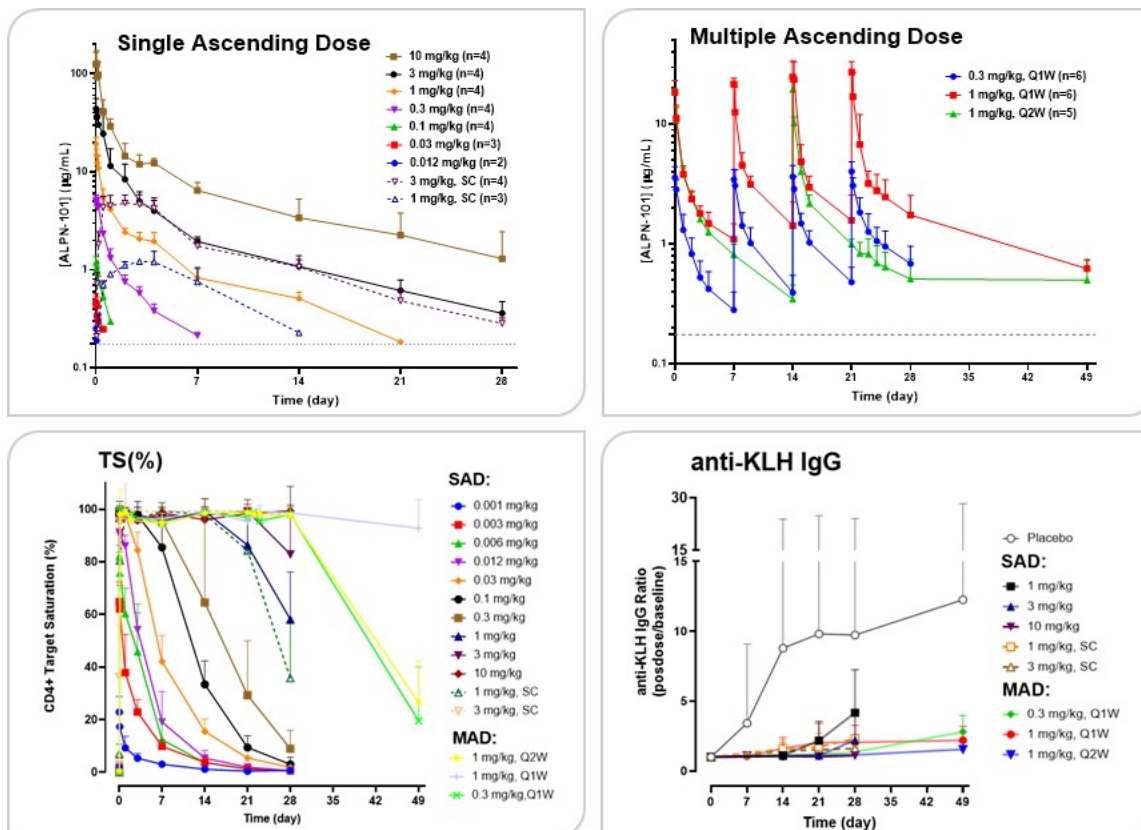 Single Ascending Dose
10 mg/kg (n=4)
3 mg/kg (n=4)
1 mg/kg (n=4)
0.3 mg/kg (n=4)
0.1 mg/kg (n=4)
0.03 mg/kg (n=3)
0.012 mg/kg (n=2)
3 mg/kg, SC (n=4)
1 mg/kg, SC (n=3)
[ALPN-101] (µg/mL)
100
10
1
0.1
0 7 14 21 28
Time (day)
Multiple Ascending Dose
0.3 mg/kg, Q1W (n=6)
1 mg/kg, Q1W (n=6)
1 mg/kg, Q2W (n=5)
[ALPN-101] (µg/mL)
10
1
0.1
0 7 14 21 28 35 42 49
Time (day)
TS(%)
CD4+ Target Saturation (%)
100
80
60
40
20
0
0 7 14 21 28 35 42 49
Time (day)
SAD:
0.001 mg/kg
0.003 mg/kg
0.006 mg/kg
0.012 mg/kg
0.03 mg/kg
0.1 mg/kg
0.3 mg/kg
1 mg/kg
3 mg/kg
10 mg/kg
1 mg/kg, SC
3 mg/kg, SC
MAD:
1 mg/kg, Q2W
1 mg/kg, Q1W
0.3 mg/kg,Q1W
anti-KLH IgG
anti-KLH IgG Ratio
(posdose/baseline)
30
15
15
10
5
0
0 7 14 21 28 35 42 49
Time (day)
Placebo
SAD:
1 mg/kg
3 mg/kg
10 mg/kg
1 mg/kg, SC
3 mg/kg, SC
MAD:
0.3 mg/kg, Q1W
1 mg/kg, Q1W
1 mg/kg, Q2W